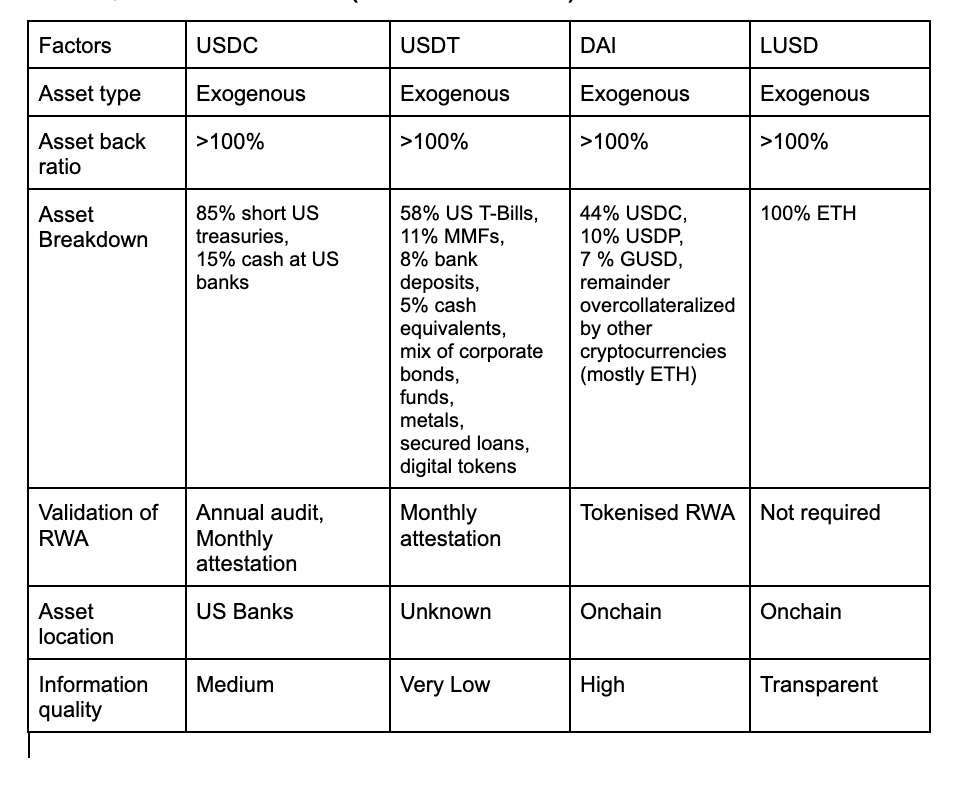 Factors
USDC
USDT
DAI
LUSD
Asset type
Exogenous
Exogenous
Exogenous
Exogenous
Asset back
ratio
>100%
>100%
>100%
>100%
Asset
Breakdown
85% short US
treasuries,
15% cash at US
banks
58% US T-Bills,
11% MMFs,
8% bank
deposits,
5% cash
equivalents,
mix of corporate
bonds,
funds,
metals,
secured loans,
digital tokens
44% USDC,
10% USDP,
7 % GUSD,
remainder
overcollateralized
by other
cryptocurrencies
(mostly ETH)
100% ETH
Validation of
RWA
Annual audit,
Monthly
attestation
Monthly
attestation
Tokenised RWA
Not required
Asset
location
US Banks
Unknown
Onchain
Onchain
Information
quality
Medium
Very Low
High
Transparent